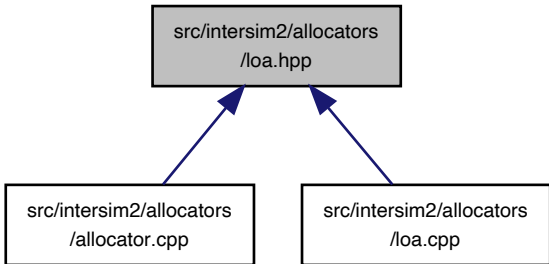 src/intersim2/allocators
/loa.hpp
src/intersim2/allocators
/allocator.cpp
src/intersim2/allocators
/loa.cpp